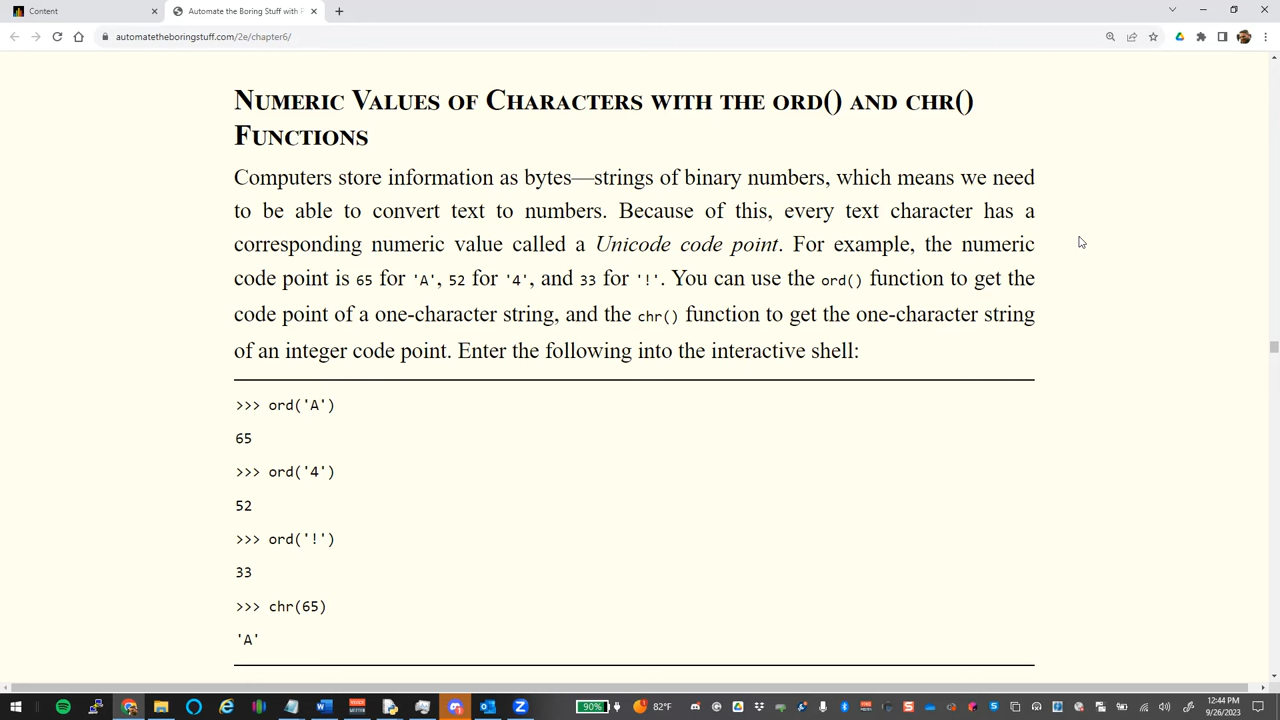 Content
Automate the Boring Stuff with P
automatetheboringstuff.com/2e/chapter6/
NUMERIC VALUES OF CHARACTERS WITH THE ORD() AND CHR()
FUNCTIONS
Computers store information as bytes—strings of binary numbers, which means we need
to be able to convert text to numbers. Because of this, every text character has a
corresponding numeric value called a Unicode code point. For example, the numeric
code point is 65 for 'A', 52 for '4', and 33 for '!'. You can use the ord() function to get the
code point of a one-character string, and the chr() function to get the one-character string
of an integer code point. Enter the following into the interactive shell:
>>> ord('A')
65
>>> ord('4')
52
>>> ord('!')
33
>>> chr(65)
'A'
90%
82°F
12:44 PM
9/26/2023